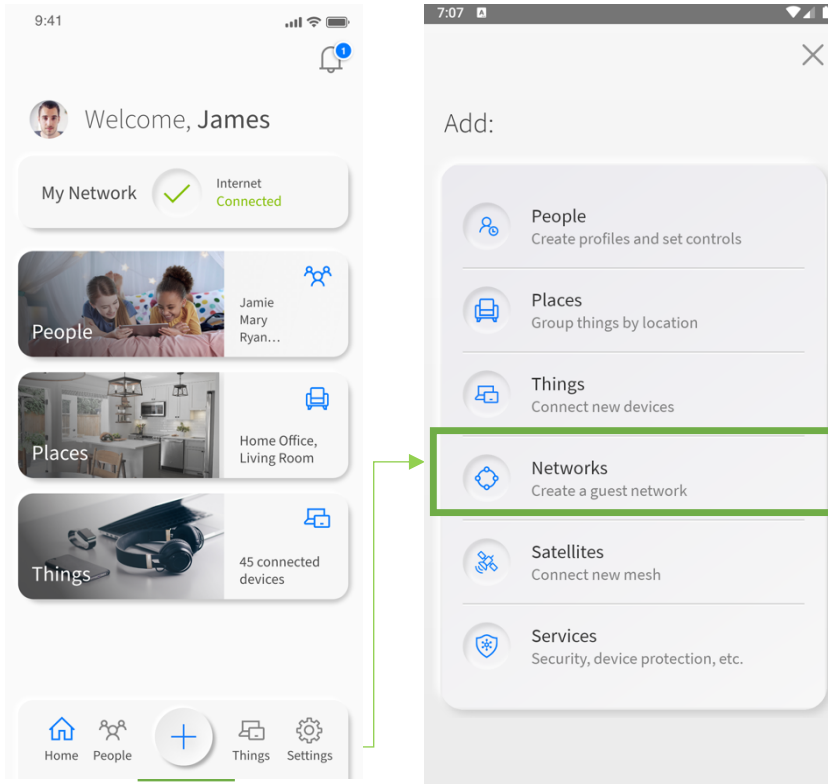 9:41
1
Welcome, James
My Network
Internet
Connected
People
Jamie
Mary
Ryan…
Places
Home Office,
Living Room
Things
45 connected
devices
Home
People
Things
Settings
7:07
A
Add:
People
Create profiles and set controls
Places
Group things by location
Things
Connect new devices
Networks
Create a guest network
Satellites
Connect new mesh
Services
Security, device protection, etc.